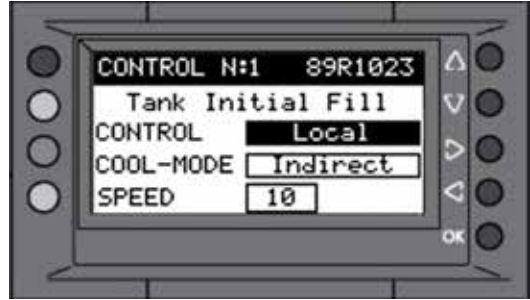 CONTROL N:1 89R1023
Tank Initial Fill
CONTROL Local
COOL-MODE Indirect
SPEED 10
OK